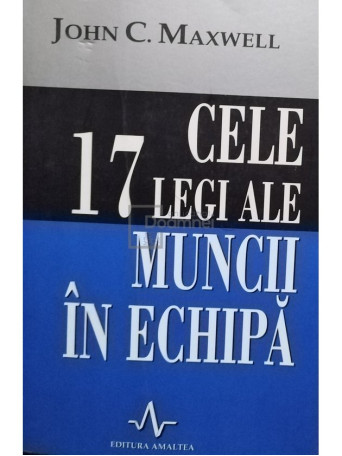 JOHN C. MAXWELL
CELE
17 LEGI ALE
MUNCII
ÎN ECHIPĂ
EDITURA AMALTEA